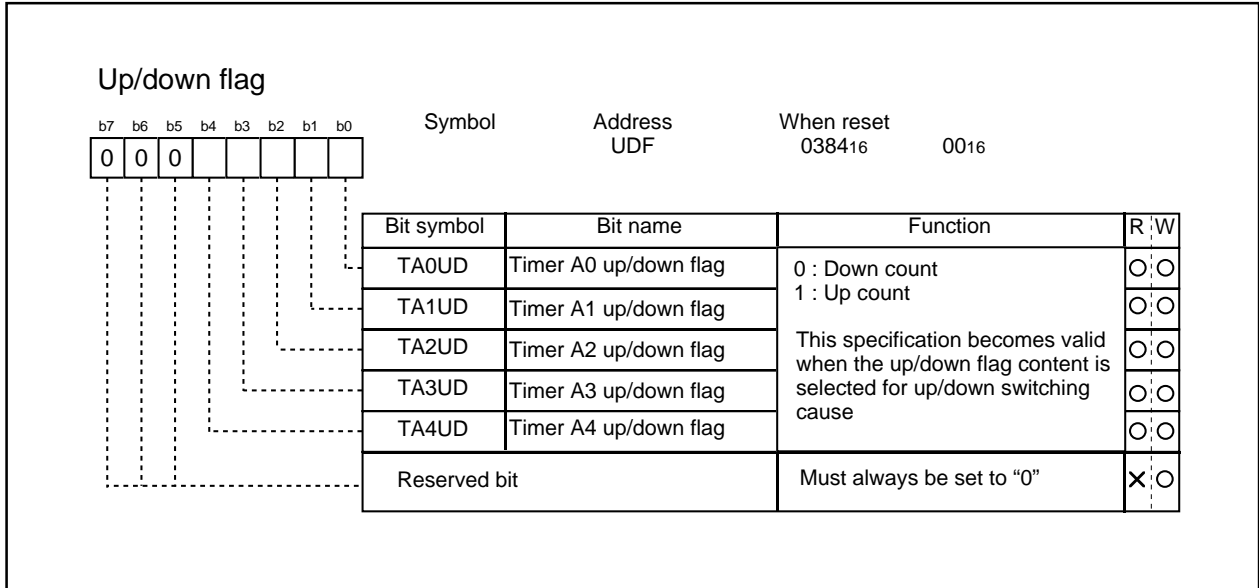 Up/down flag
b7 b6 b5 b4 b3 b2 b1 b0
Symbol Address When reset
UDF 038416 0016
0 0 0
Bit symbol Bit name Function R W
TA0UD Timer A0 up/down flag
TA1UD Timer A1 up/down flag
TA2UD Timer A2 up/down flag
TA3UD Timer A3 up/down flag
TA4UD Timer A4 up/down flag
0 : Down count
1 : Up count
This specification becomes valid
when the up/down flag content is
selected for up/down switching
cause
Reserved bit Must always be set to “0”